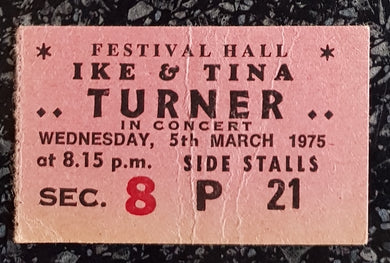 * FESTIVAL HALL *
IKE & TINA
.. TURNER ..
IN CONCERT
WEDNESDAY, 5th MARCH 1975
at 8.15 p.m. SIDE STALLS
SEC. 8 P 21